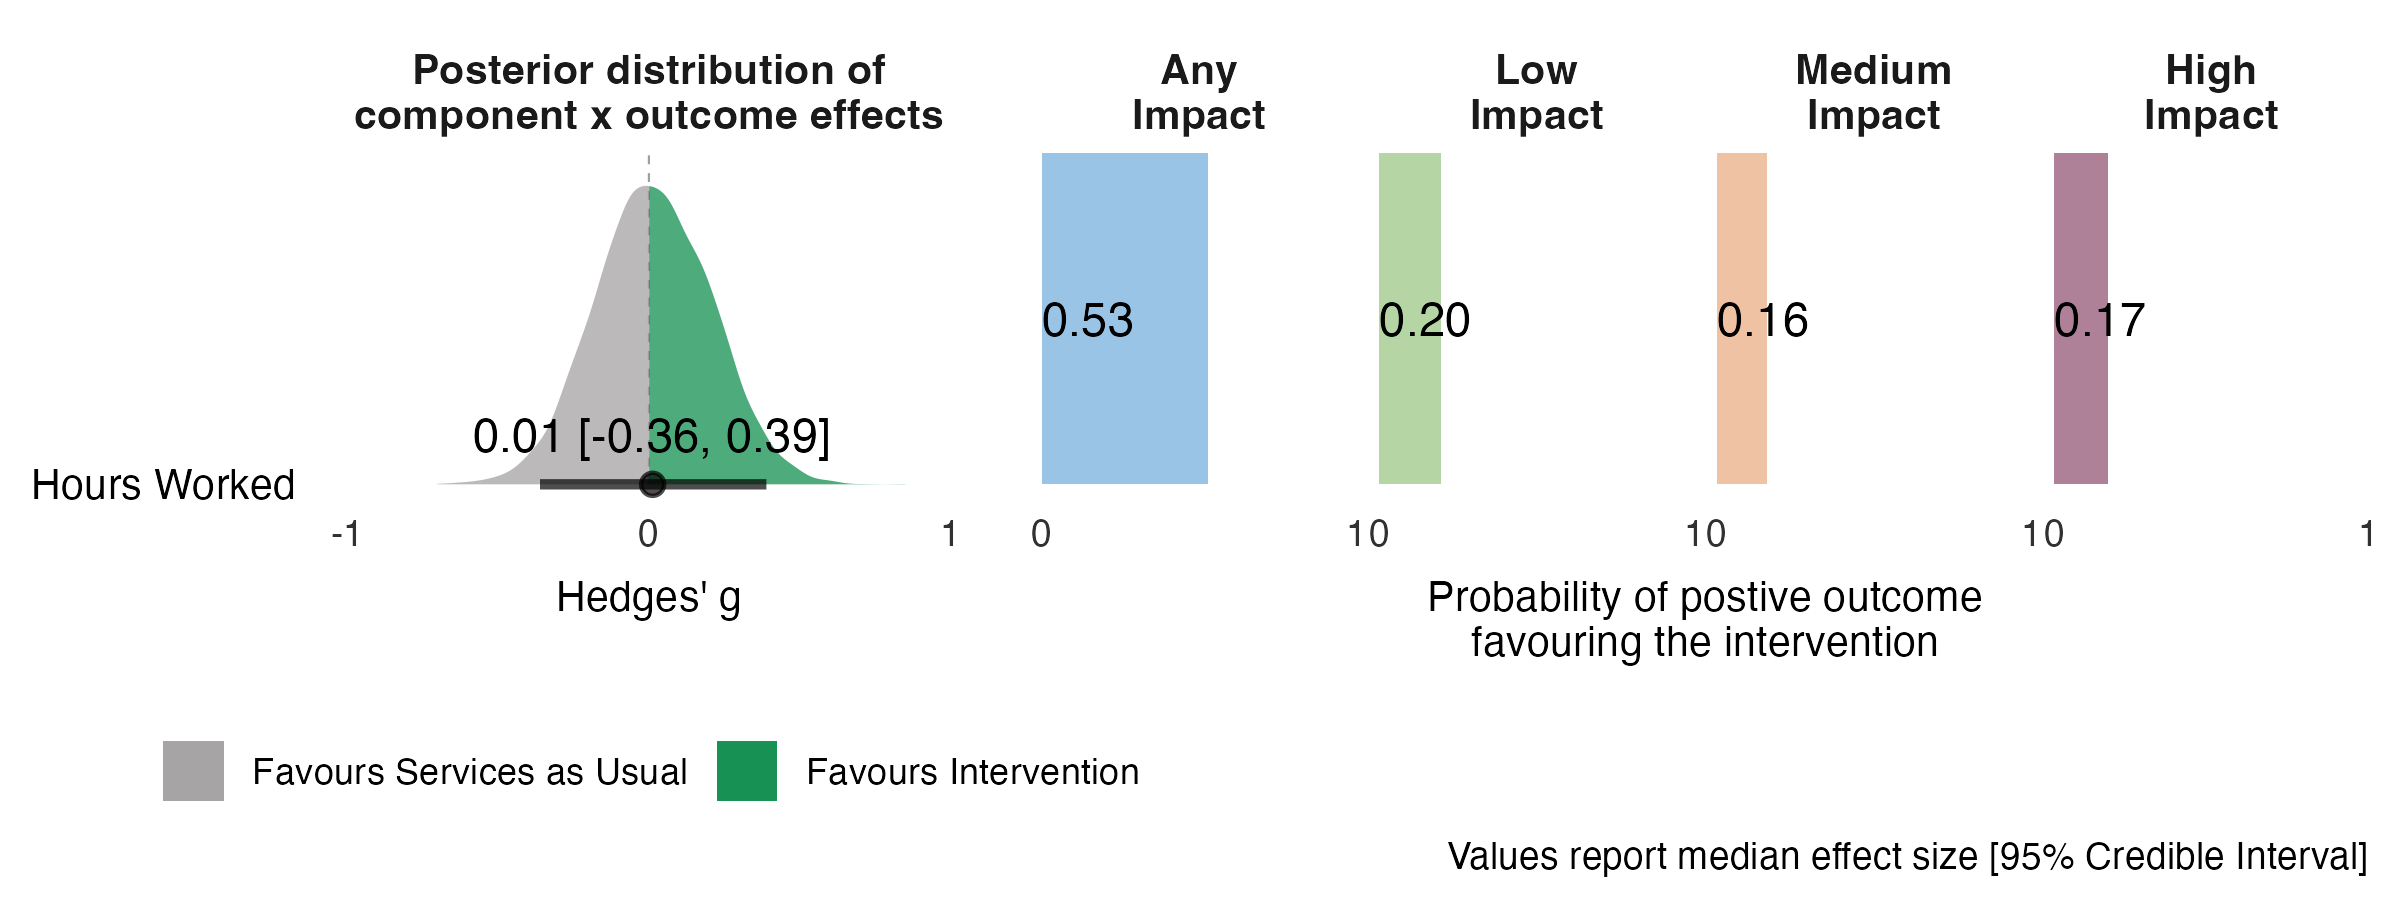 Posterior distribution of
component x outcome effects
Any
Impact
Low
Impact
Medium
Impact
High
Impact
0.53
0.20
0.16
0.17
0.01 [-0.36, 0.39]
Hours Worked
-1 0 1 0 10 10 10 1
Hedges' g
Probability of postive outcome
favouring the intervention
Favours Services as Usual
Favours Intervention
Values report median effect size [95% Credible Interval]